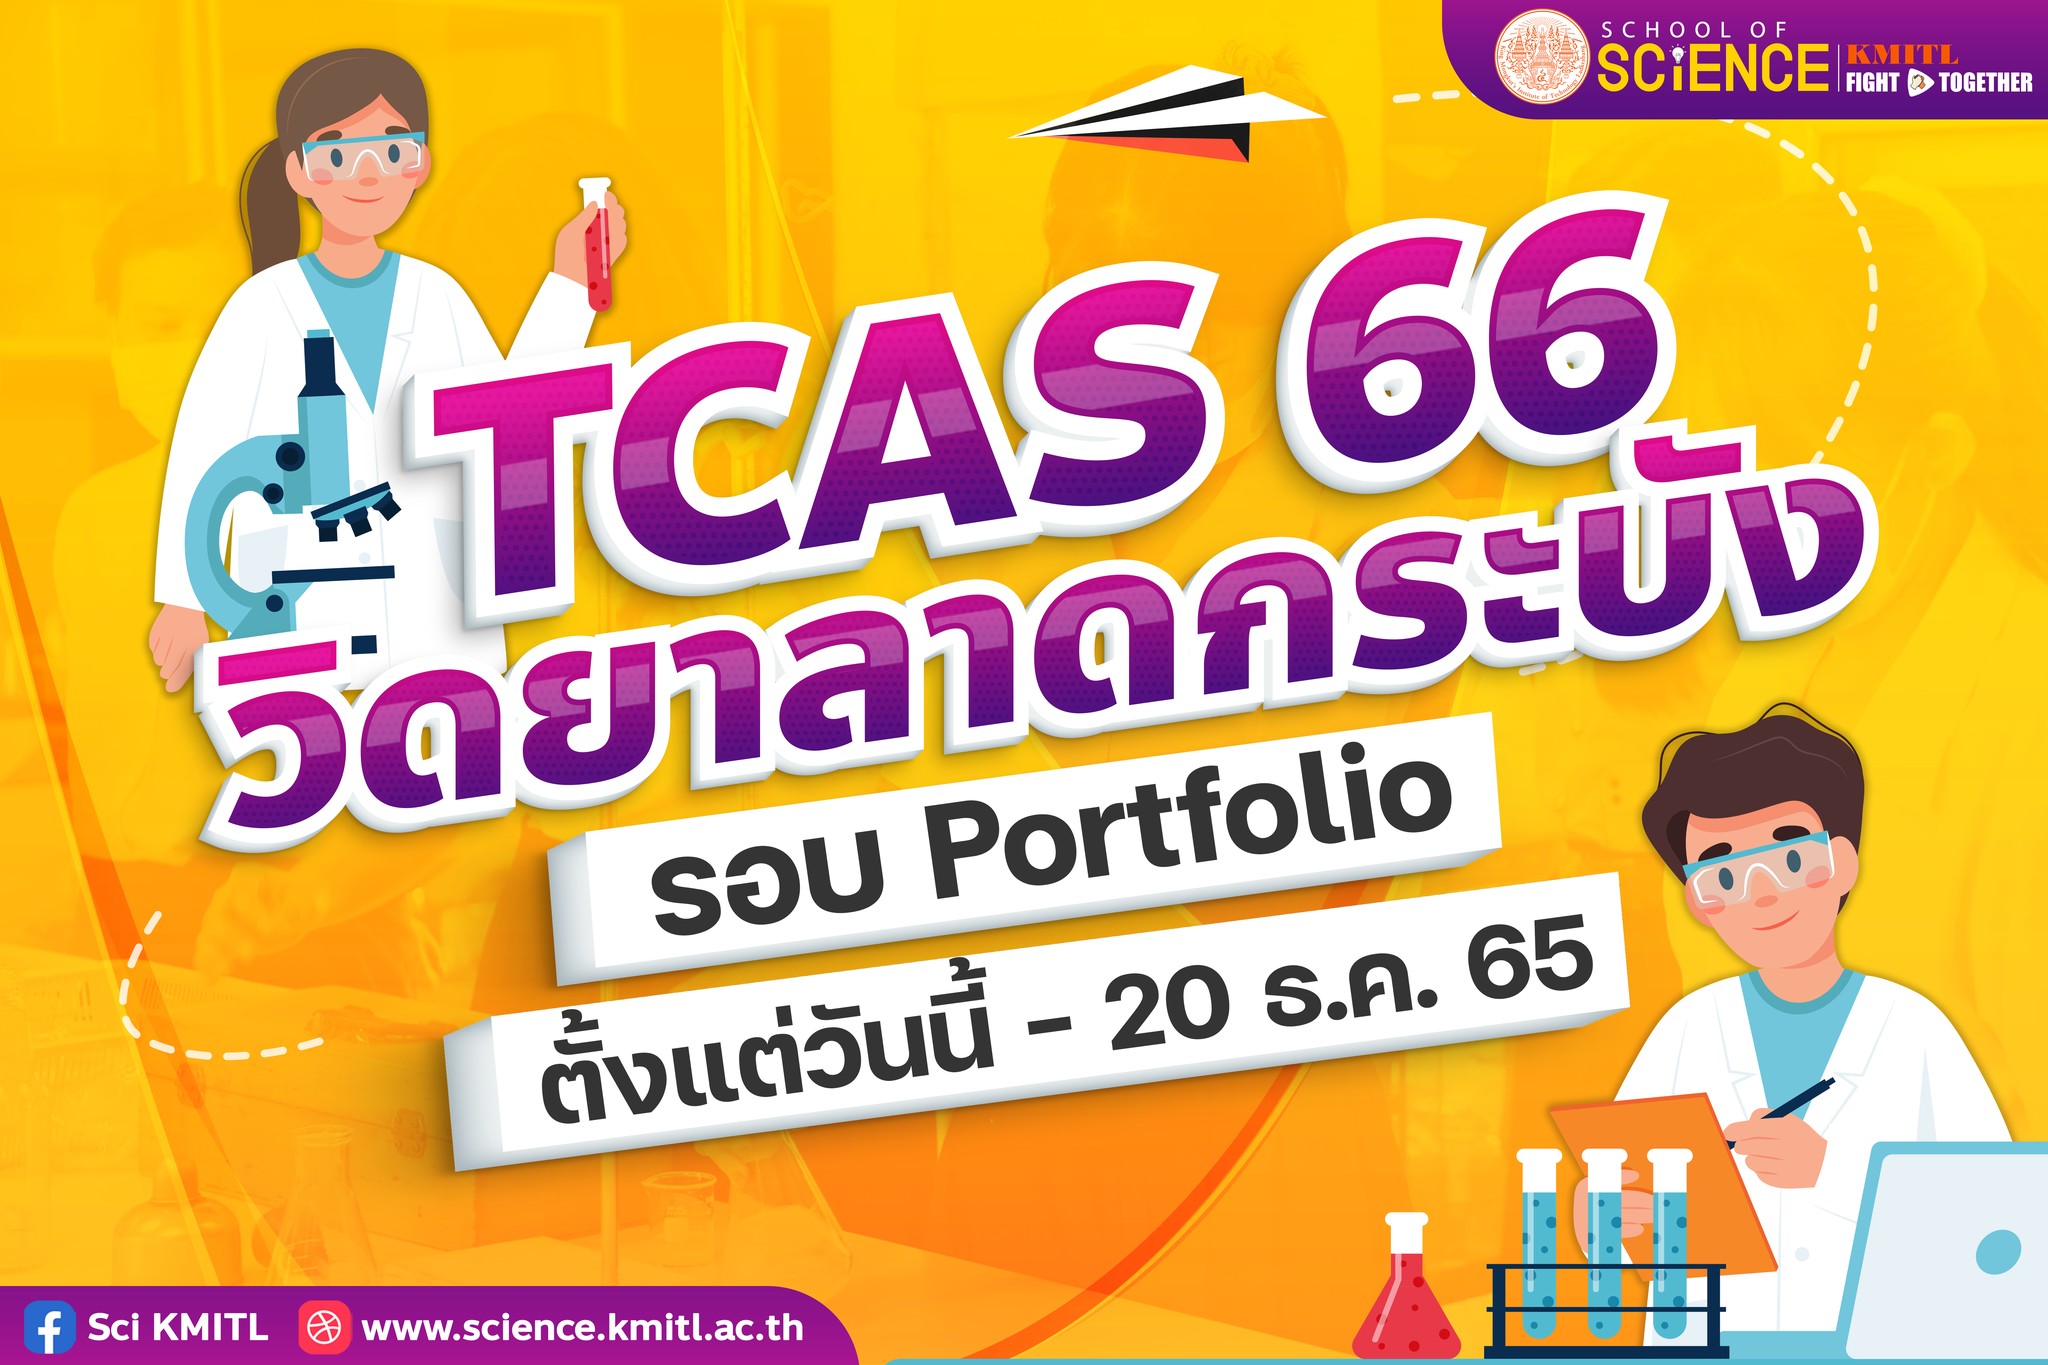 SCHOOL OF
SCiENCE
KMITL
FIGHT TOGETHER
TCAS 66
วิดยาลาดกระบัง
รอบ Portfolio
ตั้งแต่วันนี้ - 20 ธ.ค. 65
Sci KMITL
www.science.kmitl.ac.th